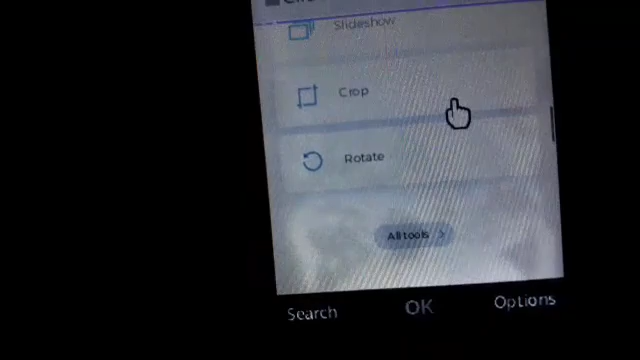 Slideshow
Crop
Rotate
All tools >
Search OK Options